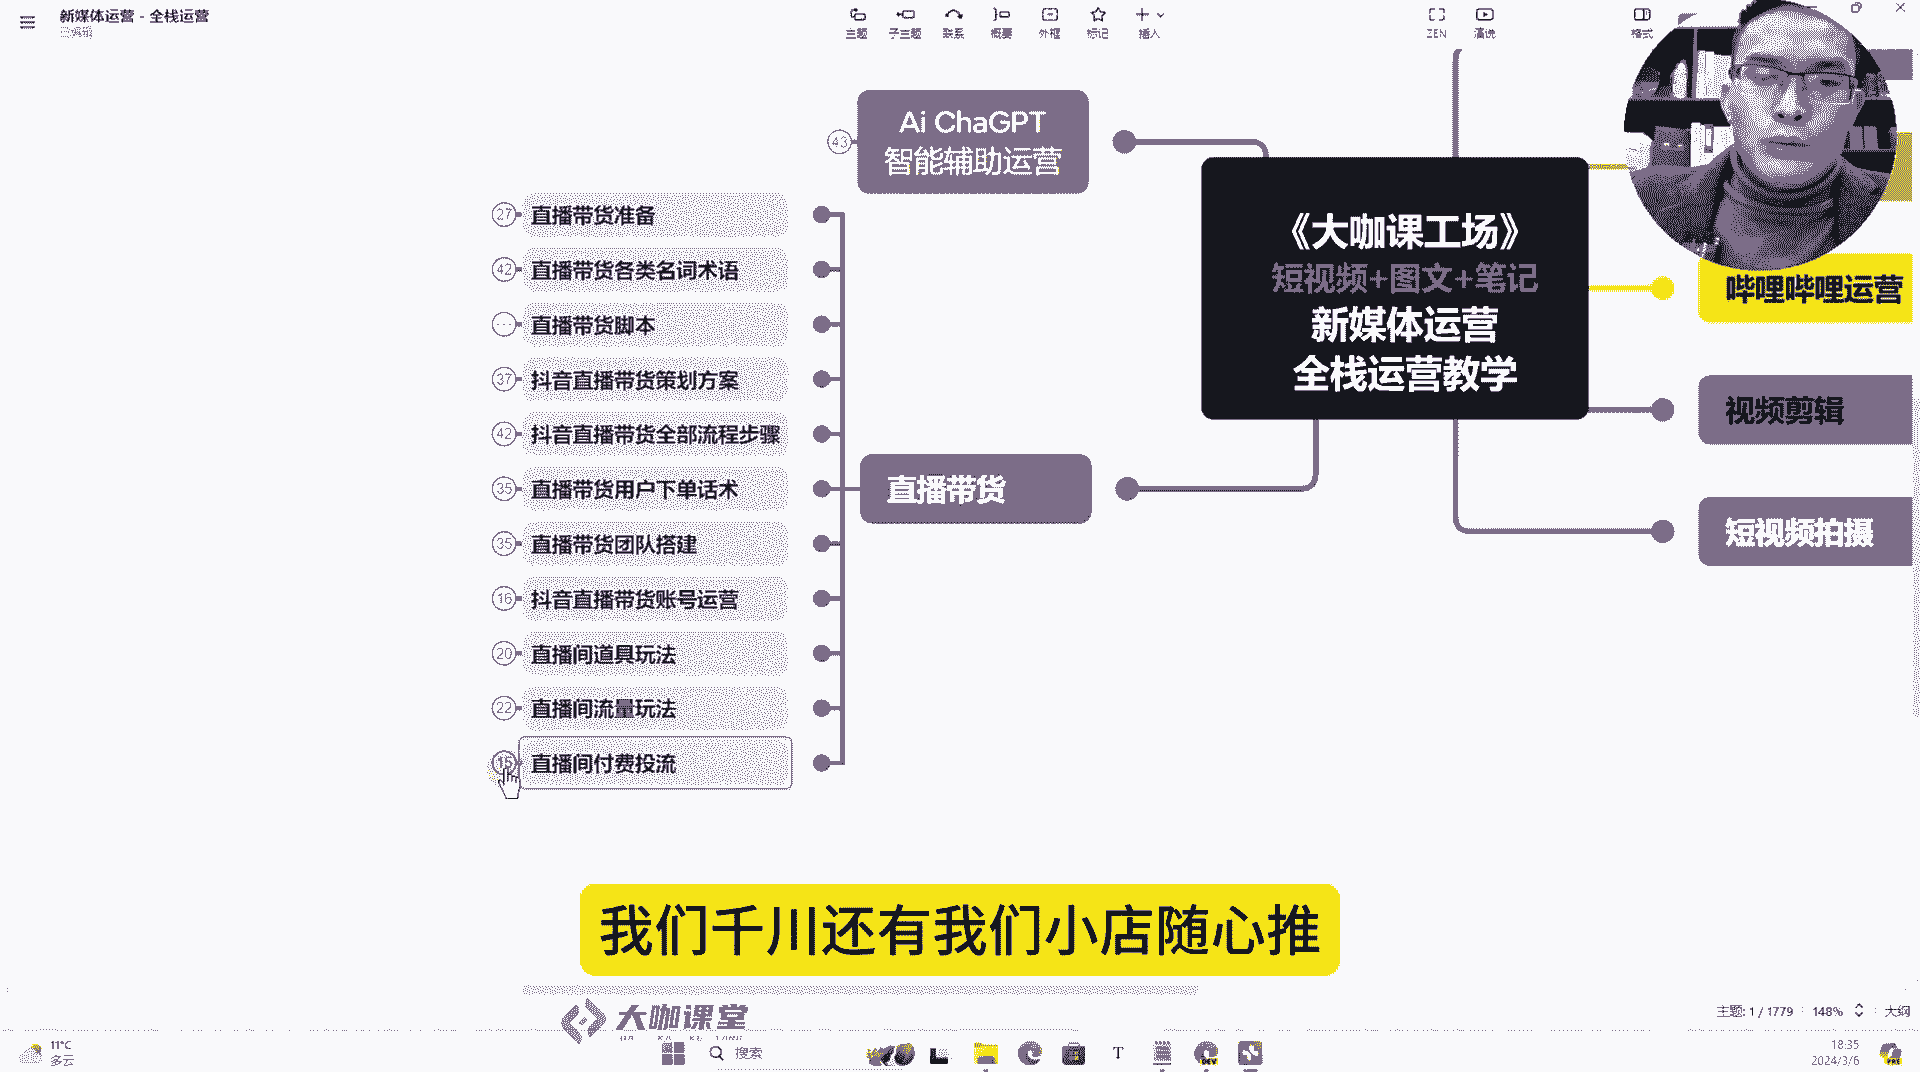 新媒体运营 - 全栈运营
已编辑
主题
子主题
联系
概要
外框
标记
插入
ZEN
演说
格式
43
Ai ChaGPT
智能辅助运营
27
直播带货准备
42
直播带货各类名词术语
直播带货脚本
37
抖音直播带货策划方案
42
抖音直播带货全部流程步骤
35
直播带货用户下单话术
35
直播带货团队搭建
16
抖音直播带货账号运营
20
直播间道具玩法
22
直播间流量玩法
15
直播间付费投流
直播带货
《大咖课工场》
短视频+图文+笔记
新媒体运营
全栈运营教学
哔哩哔哩运营
视频剪辑
短视频拍摄
我们千川还有我们小店随心推
大咖课堂
主题: 1 / 1779
148%
大纲
11°C
多云
搜索
T
DEV
18:35
2024/3/6
PRE